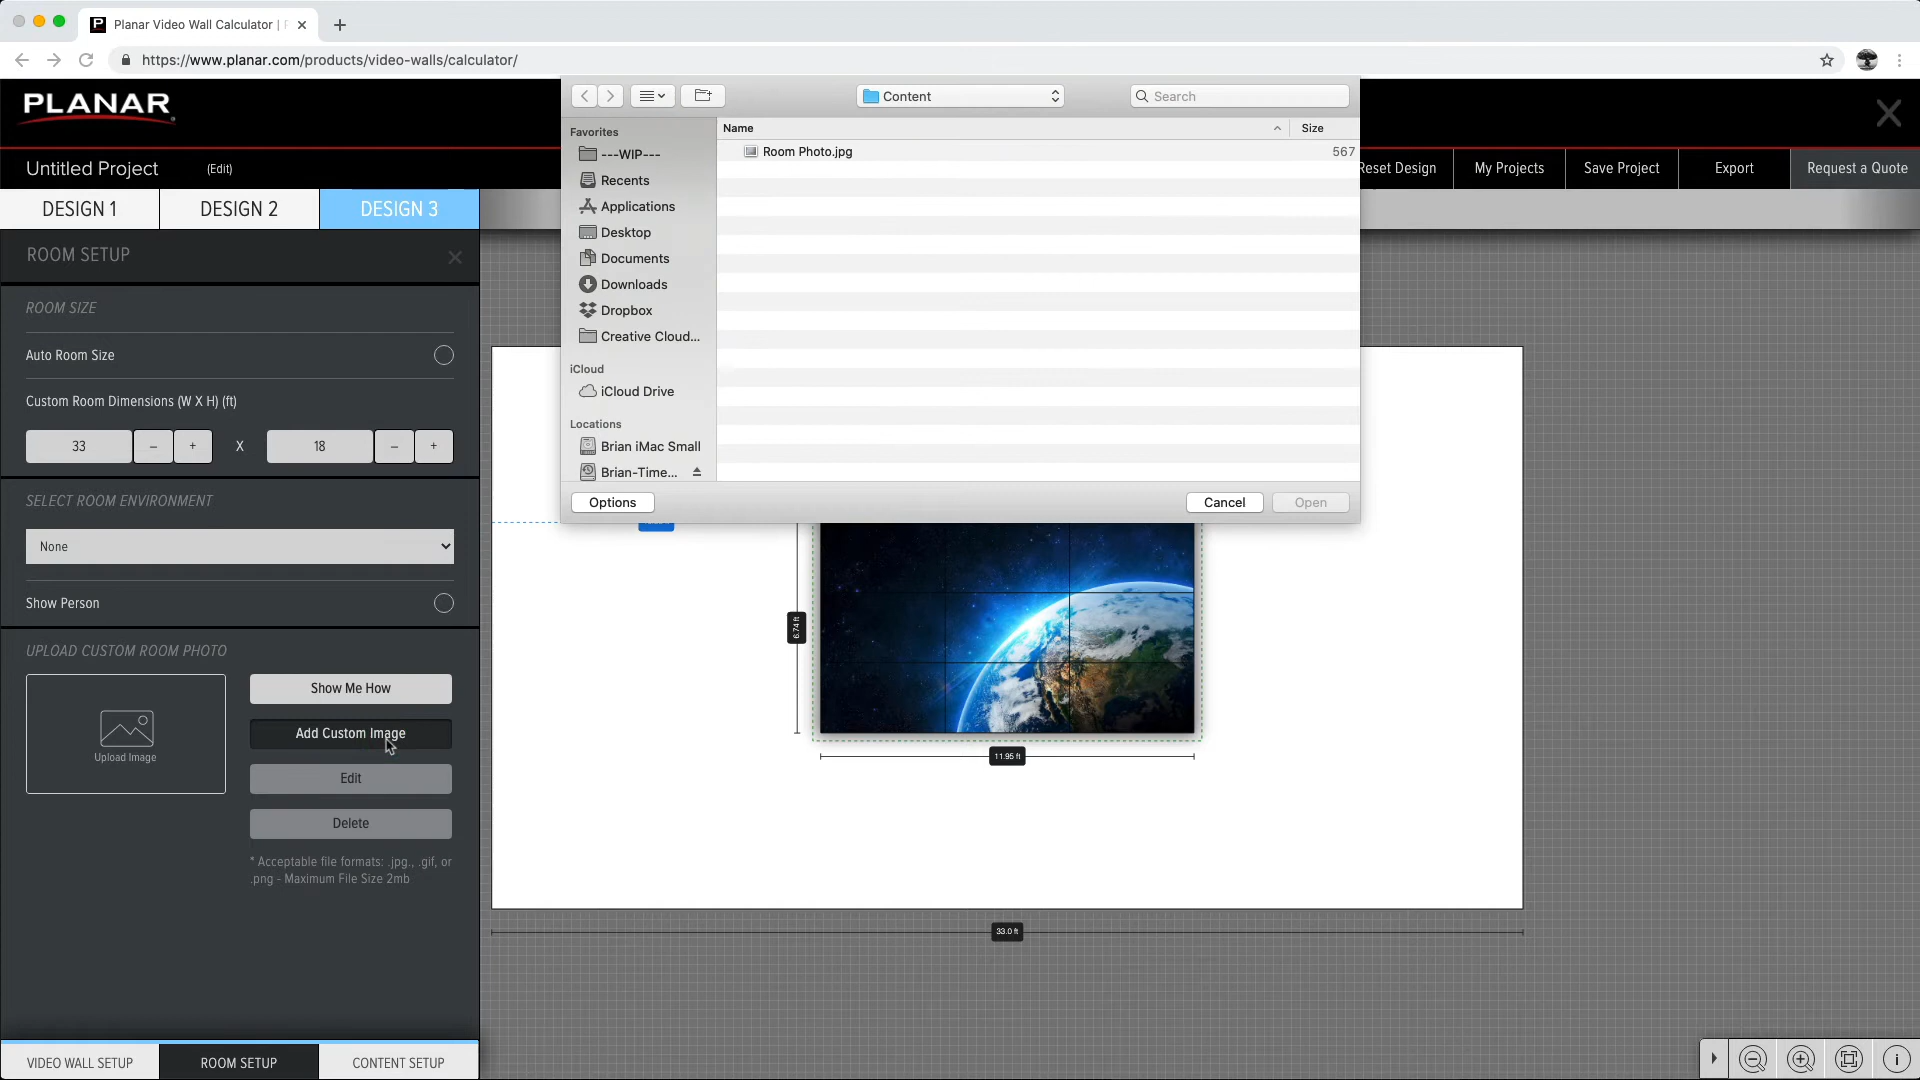 Planar Video Wall Calculator |
https://www.planar.com/products/video-walls/calculator/
PLANAR
Content
Search
Favorites
---WIP---
Recents
Applications
Desktop
Documents
Downloads
Dropbox
Creative Cloud...
iCloud
iCloud Drive
Locations
Brian iMac Small
Brian-Time...
Name
Size
Room Photo.jpg
567
Options
Cancel
Open
Untitled Project
(Edit)
Reset Design
My Projects
Save Project
Export
Request a Quote
DESIGN 1
DESIGN 2
DESIGN 3
ROOM SETUP
ROOM SIZE
Auto Room Size
Custom Room Dimensions (W X H) (ft)
33
–
+
X
18
–
+
SELECT ROOM ENVIRONMENT
None
Show Person
UPLOAD CUSTOM ROOM PHOTO
Upload Image
Show Me How
Add Custom Image
Edit
Delete
* Acceptable file formats: .jpg., .gif, or
.png - Maximum File Size 2mb
6.74 ft
11.95 ft
33.0 ft
VIDEO WALL SETUP
ROOM SETUP
CONTENT SETUP